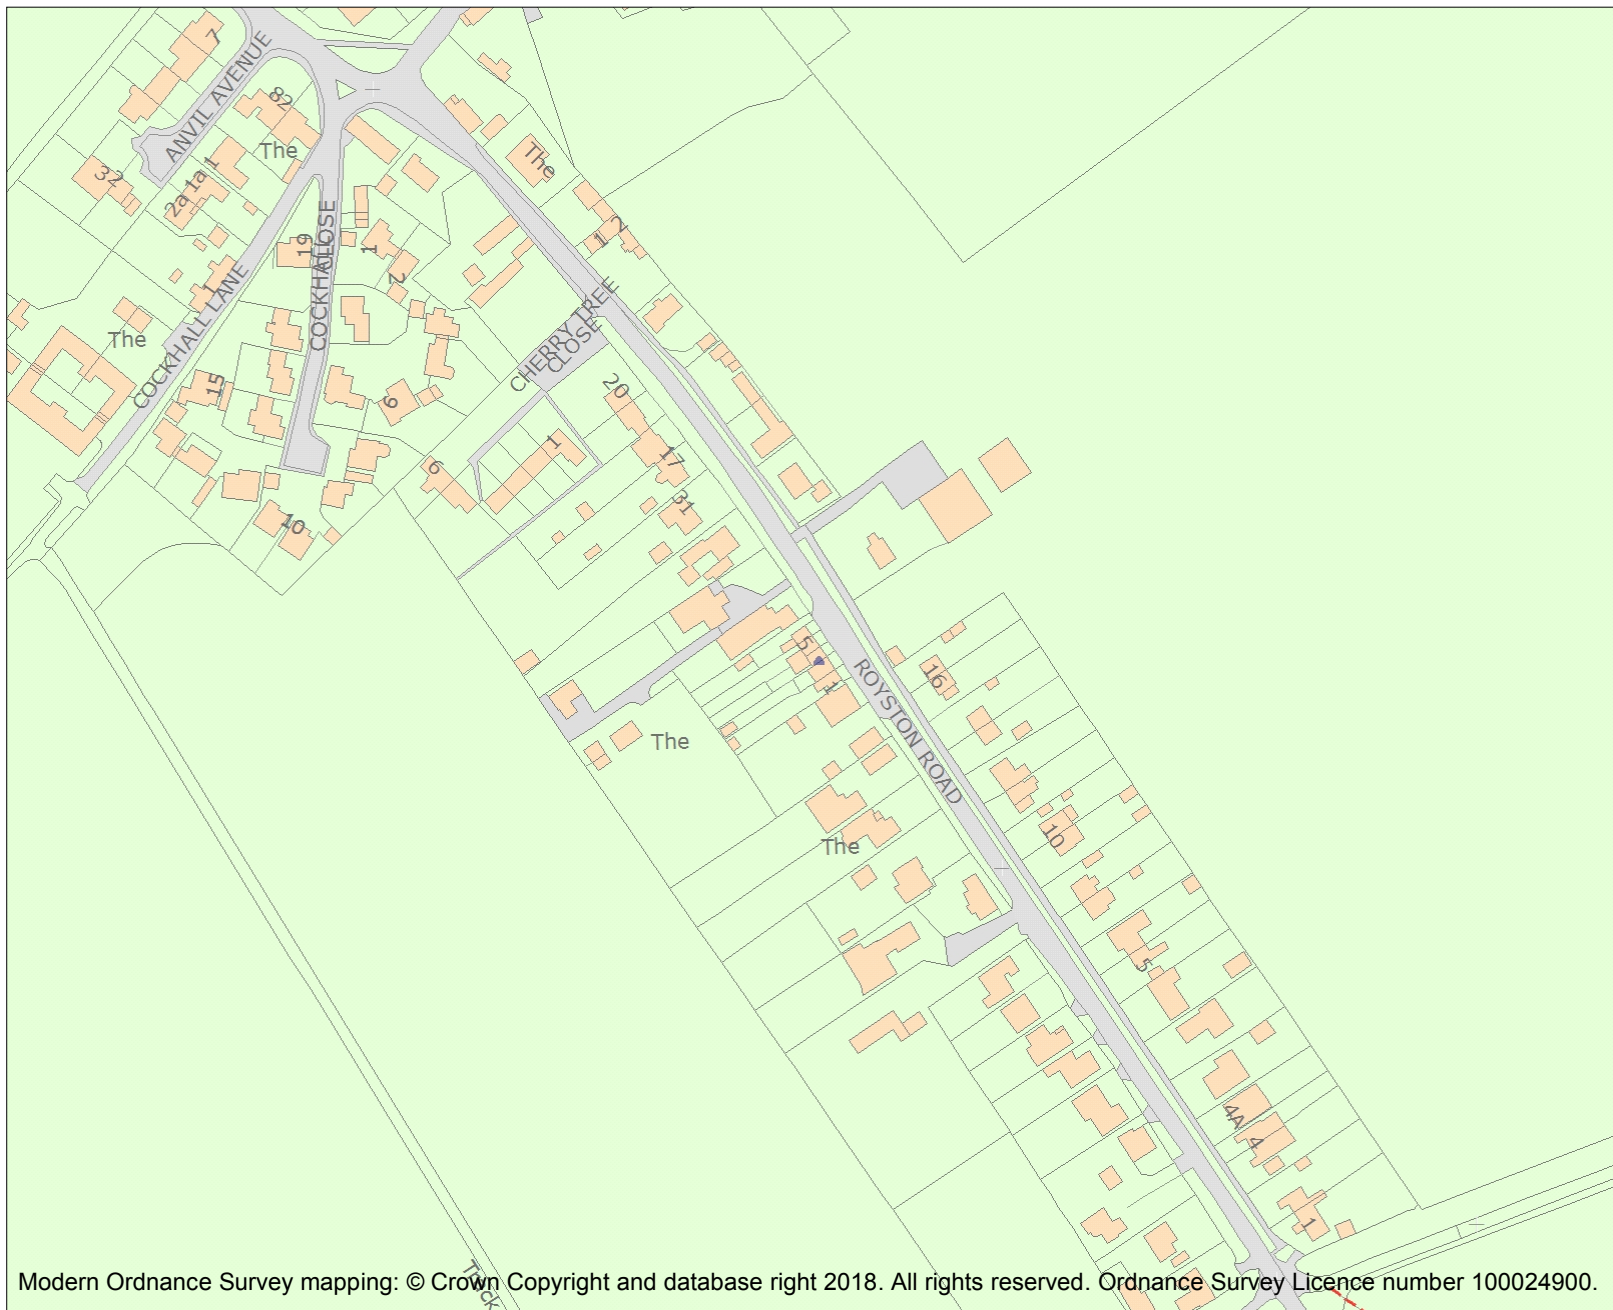 7
ANVIL AVENUE
82
The
The
32
1
1a
2a
19
COCKHALL
CLOSE
1
2
1
2
1
COCKHALL LANE
The
CHERRY TREE
CLOSE
15
9
20
1
17
6
31
10
5
1
ROYSTON ROAD
16
The
10
The
5
4A
4
1
Track
Modern Ordnance Survey mapping: © Crown Copyright and database right 2018. All rights reserved. Ordnance Survey Licence number 100024900.